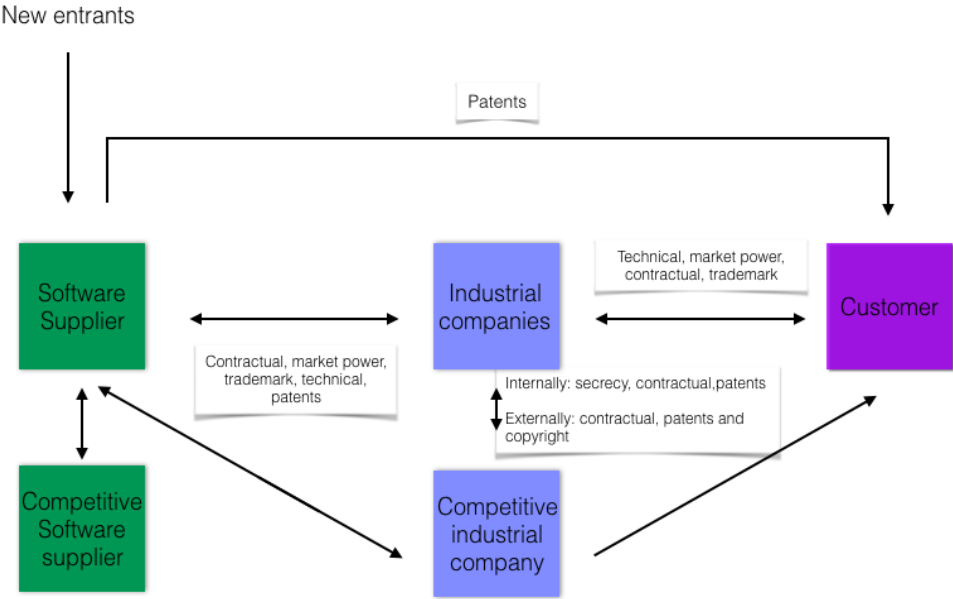 New entrants
Patents
Software
Supplier
Contractual, market power,
trademark, technical,
patents
Industrial
companies
Technical, market power,
contractual, trademark
Customer
Internally: secrecy, contractual,patents
Externally: contractual, patents and
copyright
Competitive
Software
supplier
Competitive
industrial
company